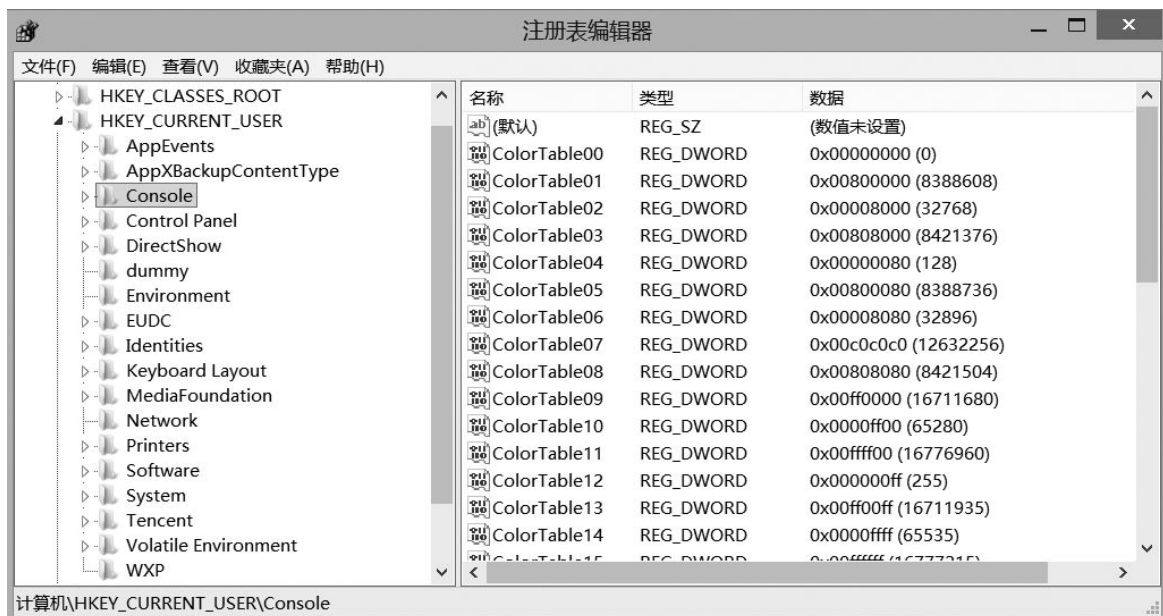 注册表编辑器
文件(F) 编辑(E) 查看(V) 收藏夹(A) 帮助(H)
HKEY_CLASSES_ROOT
HKEY_CURRENT_USER
AppEvents
AppXBackupContentType
Console
Control Panel
DirectShow
dummy
Environment
EUDC
Identities
Keyboard Layout
MediaFoundation
Network
Printers
Software
System
Tencent
Volatile Environment
WXP
名称 类型 数据
(默认) REG_SZ (数值未设置)
ColorTable00 REG_DWORD 0x00000000 (0)
ColorTable01 REG_DWORD 0x00800000 (8388608)
ColorTable02 REG_DWORD 0x00008000 (32768)
ColorTable03 REG_DWORD 0x00808000 (8421376)
ColorTable04 REG_DWORD 0x00000080 (128)
ColorTable05 REG_DWORD 0x00800080 (8388736)
ColorTable06 REG_DWORD 0x00008080 (32896)
ColorTable07 REG_DWORD 0x00c0c0c0 (12632256)
ColorTable08 REG_DWORD 0x00808080 (8421504)
ColorTable09 REG_DWORD 0x00ff0000 (16711680)
ColorTable10 REG_DWORD 0x0000ff00 (65280)
ColorTable11 REG_DWORD 0x00ffff00 (16776960)
ColorTable12 REG_DWORD 0x000000ff (255)
ColorTable13 REG_DWORD 0x00ff00ff (16711935)
ColorTable14 REG_DWORD 0x0000ffff (65535)
计算机\HKEY_CURRENT_USER\Console